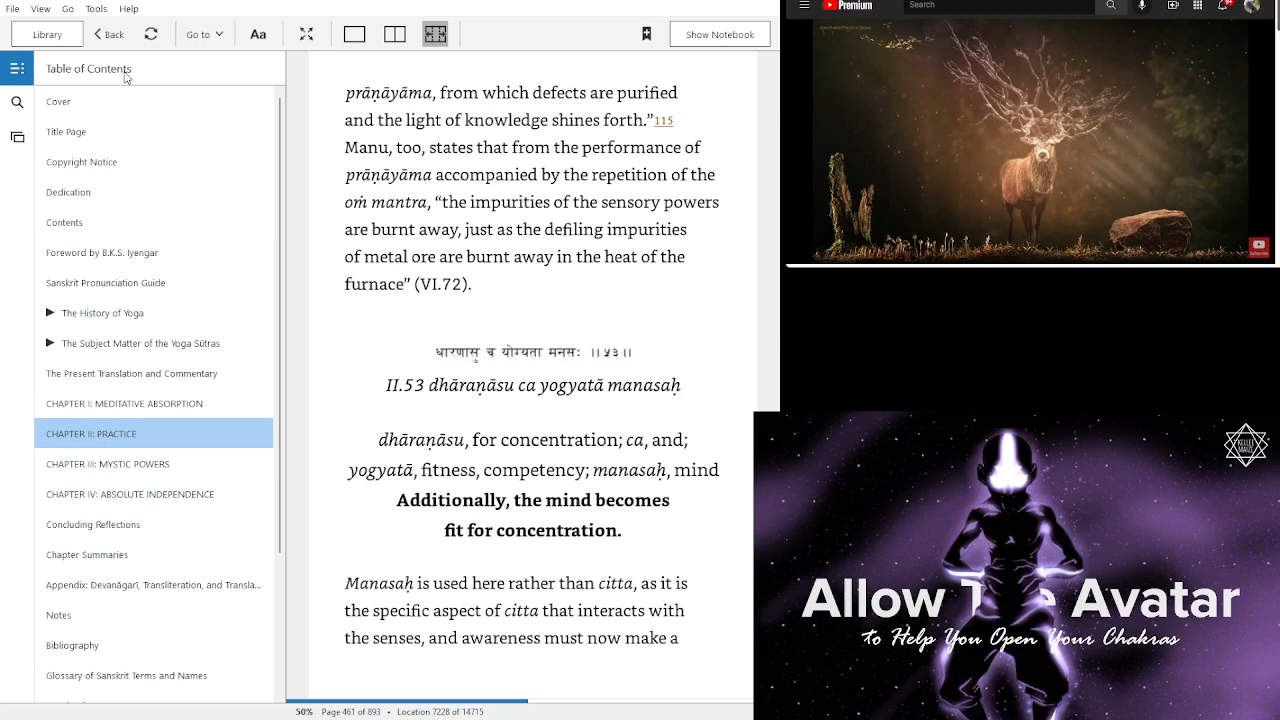 File View Go Tools Help
Library Back Go to Aa Show Notebook
Table of Contents
Cover
Title Page
Copyright Notice
Dedication
Contents
Foreword by B.K.S. Iyengar
Sanskrit Pronunciation Guide
The History of Yoga
The Subject Matter of the Yoga Sūtras
The Present Translation and Commentary
CHAPTER I: MEDITATIVE ABSORPTION
CHAPTER II: PRACTICE
CHAPTER III: MYSTIC POWERS
CHAPTER IV: ABSOLUTE INDEPENDENCE
Concluding Reflections
Chapter Summaries
Appendix: Devanāgarī, Transliteration, and Transla...
Notes
Bibliography
Glossary of Sanskrit Terms and Names
prāṇāyāma, from which defects are purified
and the light of knowledge shines forth.”115
Manu, too, states that from the performance of
prāṇāyāma accompanied by the repetition of the
oṁ mantra, “the impurities of the sensory powers
are burnt away, just as the defiling impurities
of metal ore are burnt away in the heat of the
furnace” (VI.72).
धारणासु च योग्यता मनसः ॥५३॥
II.53 dhāraṇāsu ca yogyatā manasaḥ
dhāraṇāsu, for concentration; ca, and;
yogyatā, fitness, competency; manasaḥ, mind
Additionally, the mind becomes
fit for concentration.
Manasaḥ is used here rather than citta, as it is
the specific aspect of citta that interacts with
the senses, and awareness must now make a
50% Page 461 of 893 • Location 7228 of 14715
Premium Search 9+
Subscribe
KELLEE MAIZE
Allow The Avatar
to Help You Open Your Chakras